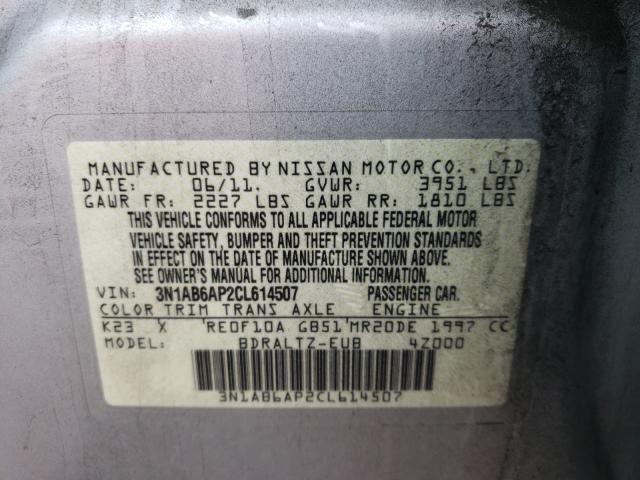 MANUFACTURED BY NISSAN MOTOR CO., LTD.
DATE: 06/11. GVWR: 3951 LBS
GAWR FR: 2227 LBS GAWR RR: 1810 LBS
THIS VEHICLE CONFORMS TO ALL APPLICABLE FEDERAL MOTOR
VEHICLE SAFETY, BUMPER AND THEFT PREVENTION STANDARDS
IN EFFECT ON THE DATE OF MANUFACTURE SHOWN ABOVE.
SEE OWNER'S MANUAL FOR ADDITIONAL INFORMATION.
VIN: 3N1AB6AP2CL614507 PASSENGER CAR.
COLOR TRIM TRANS AXLE ENGINE
K23 X RE0F10A GB51 MR20DE 1997 CC
MODEL: BDRALTZ-EUB 4Z000
3N1AB6AP2CL614507